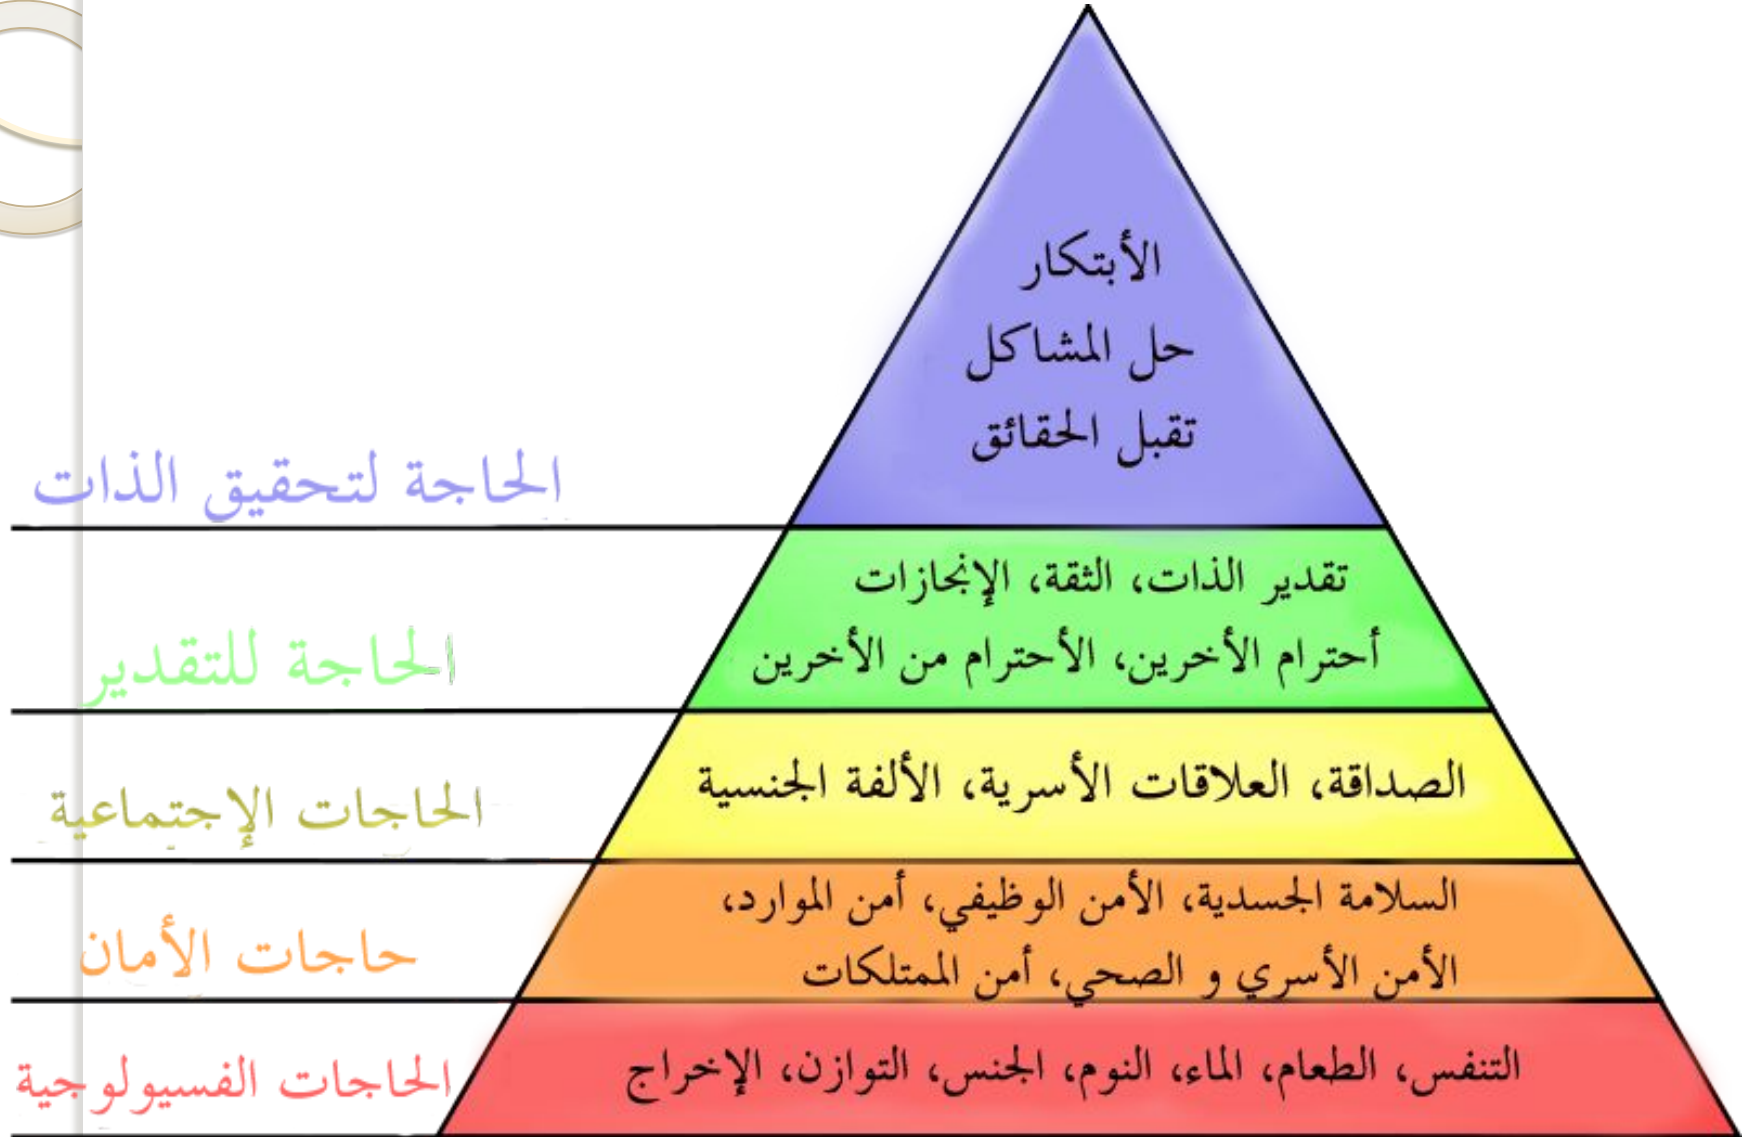 الأبتكار
حل المشاكل
تقبل الحقائق
الحاجة لتحقيق الذات
تقدير الذات، الثقة، الإنجازات
أحترام الأخرين، الأحترام من الأخرين
الحاجة للتقدير
الصداقة، العلاقات الأسرية، الألفة الجنسية
الحاجات الإجتماعية
السلامة الجسدية، الأمن الوظيفي، أمن الموارد،
الأمن الأسري و الصحي، أمن الممتلكات
حاجات الأمان
التنفس، الطعام، الماء، النوم، الجنس، التوازن، الإخراج
الحاجات الفسيولوجية